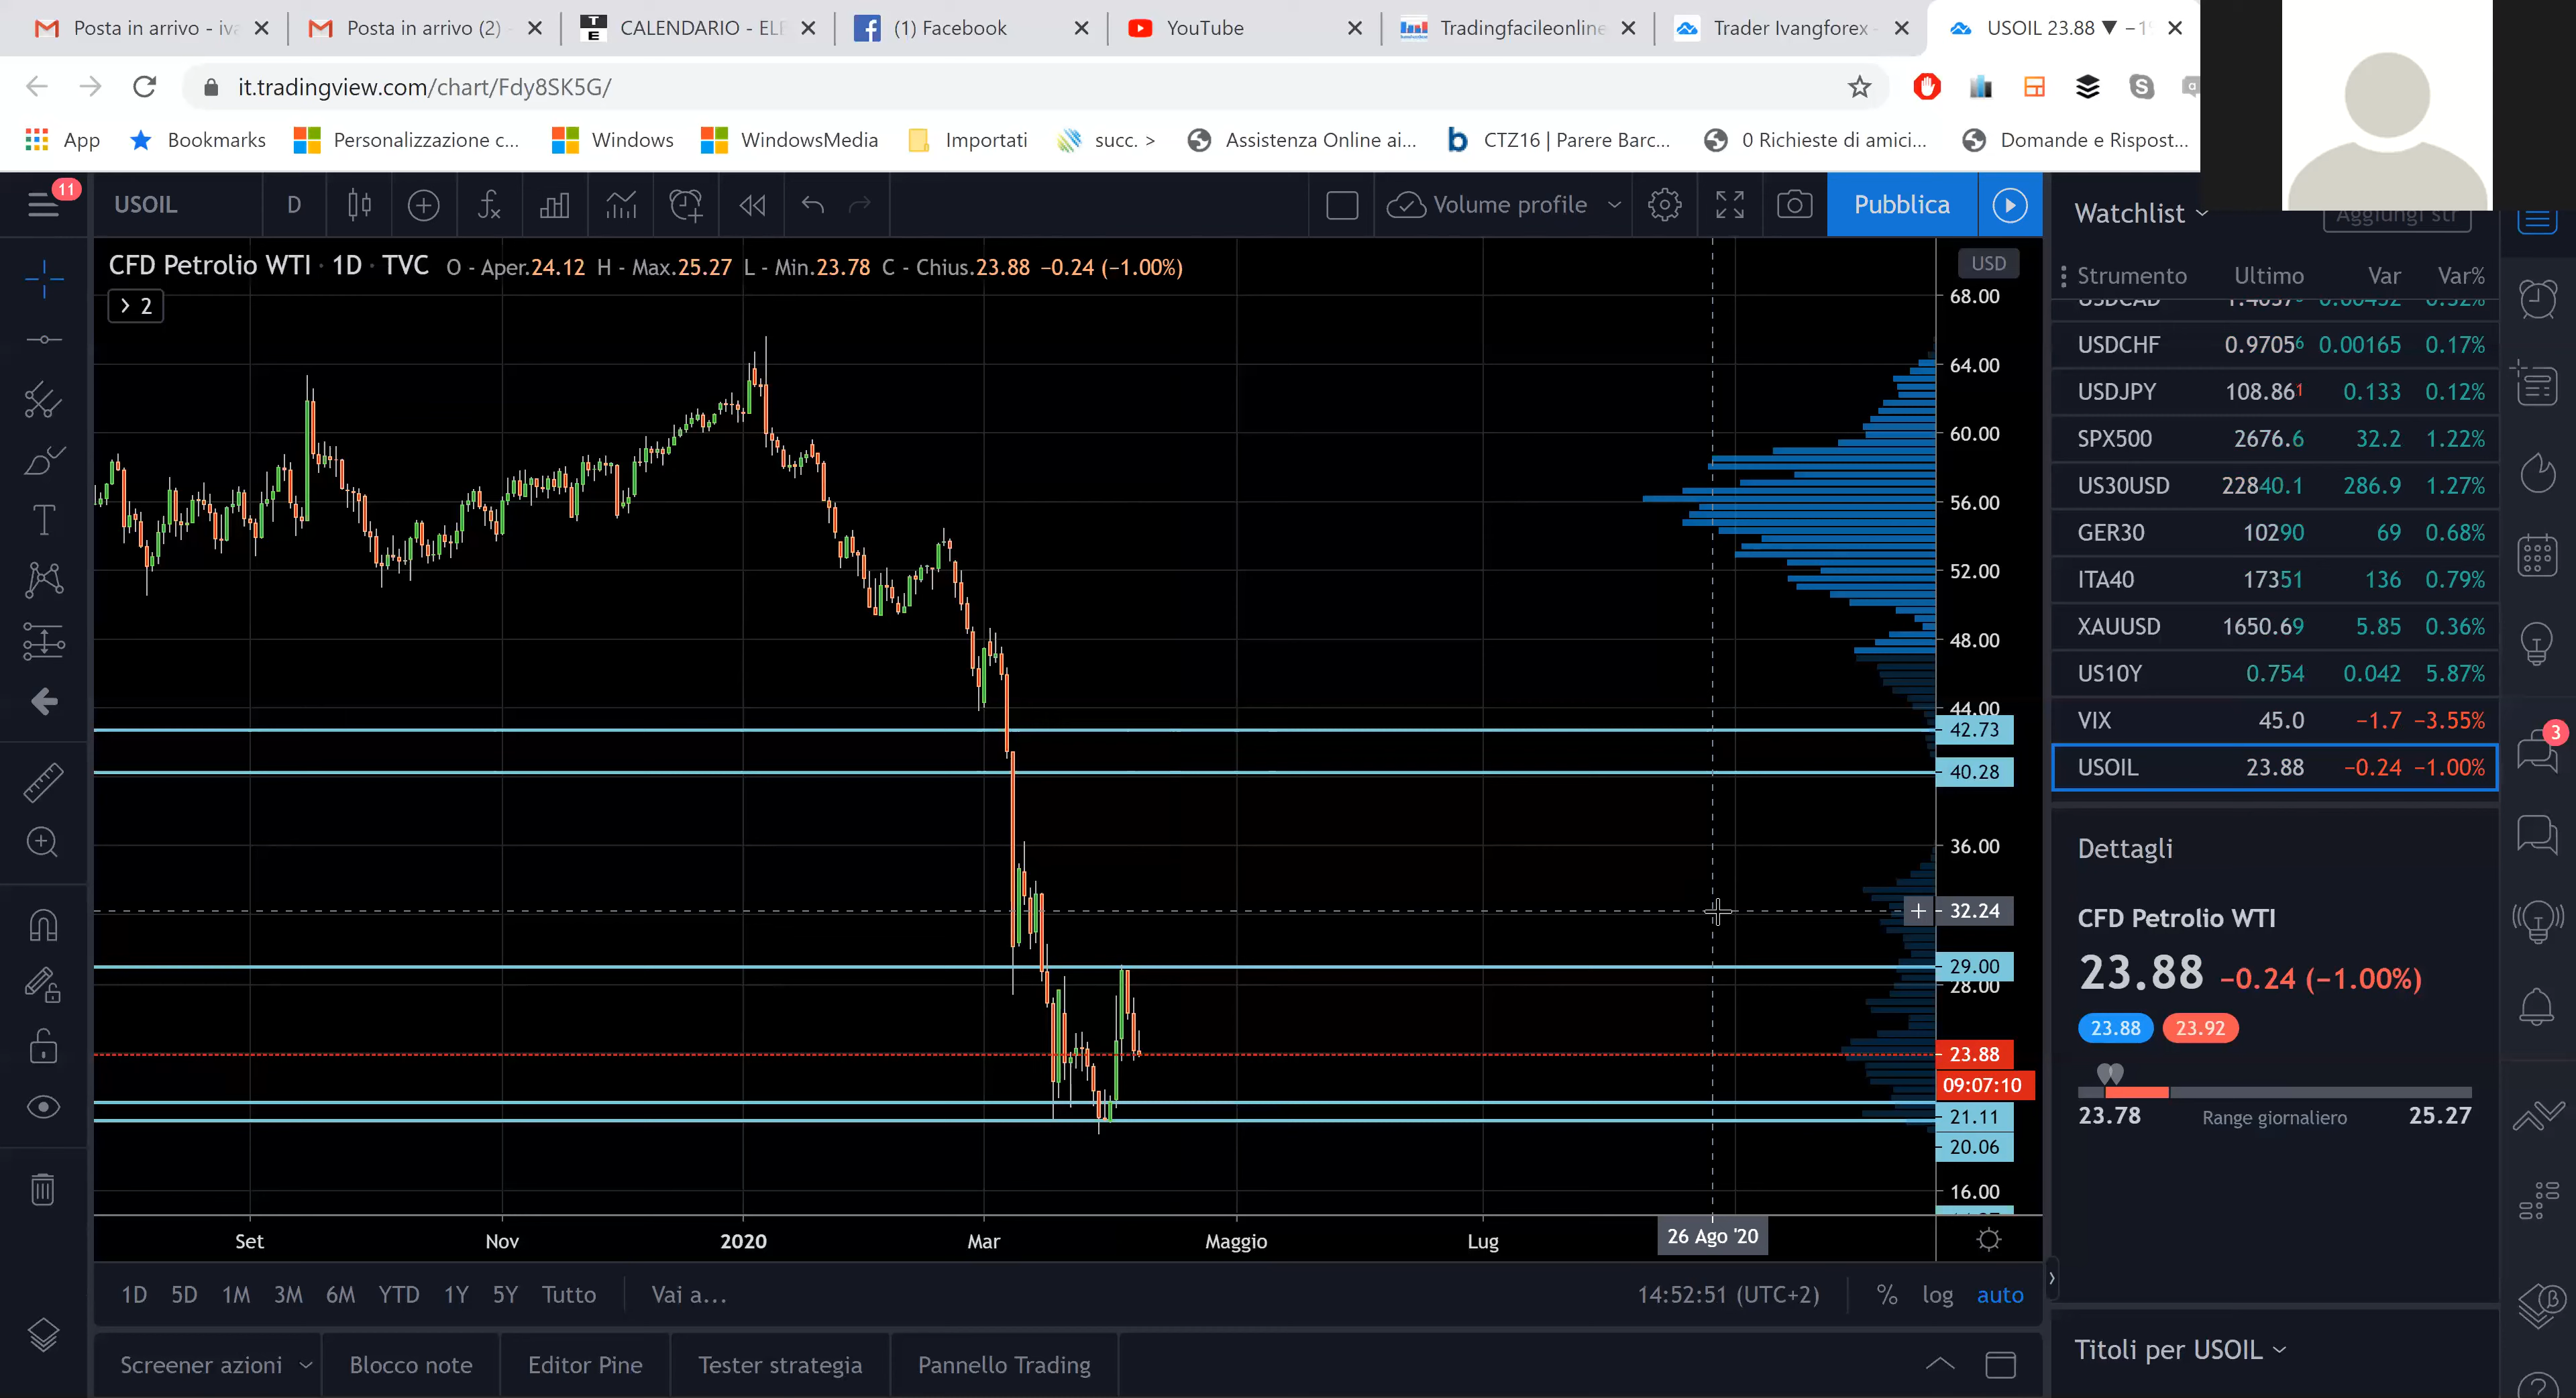 Posta in arrivo - iva
Posta in arrivo (2) -
CALENDARIO - ELE
(1) Facebook
YouTube
Tradingfacileonline
Trader Ivangforex -
USOIL 23.88 ▼ −1
it.tradingview.com/chart/Fdy8SK5G/
App
Bookmarks
Personalizzazione c...
Windows
WindowsMedia
Importati
succ. >
Assistenza Online ai...
CTZ16 | Parere Barc...
0 Richieste di amici...
Domande e Rispost...
11
USOIL
D
Volume profile
Pubblica
Watchlist
Aggiungi str
CFD Petrolio WTI · 1D · TVC O - Aper.24.12 H - Max.25.27 L - Min.23.78 C - Chius.23.88 −0.24 (−1.00%)
2
USD
68.00
64.00
60.00
56.00
52.00
48.00
44.00
42.73
40.28
36.00
32.24
29.00
28.00
23.88
09:07:10
21.11
20.06
16.00
Set
Nov
2020
Mar
Maggio
Lug
26 Ago '20
1D 5D 1M 3M 6M YTD 1Y 5Y Tutto
Vai a...
14:52:51 (UTC+2)
% log auto
Screener azioni
Blocco note
Editor Pine
Tester strategia
Pannello Trading
Strumento Ultimo Var Var%
USDCHF 0.97056 0.00165 0.17%
USDJPY 108.861 0.133 0.12%
SPX500 2676.6 32.2 1.22%
US30USD 22840.1 286.9 1.27%
GER30 10290 69 0.68%
ITA40 17351 136 0.79%
XAUUSD 1650.69 5.85 0.36%
US10Y 0.754 0.042 5.87%
VIX 45.0 −1.7 −3.55%
USOIL 23.88 −0.24 −1.00%
3
Dettagli
CFD Petrolio WTI
23.88 −0.24 (−1.00%)
23.88 23.92
23.78 Range giornaliero 25.27
Titoli per USOIL